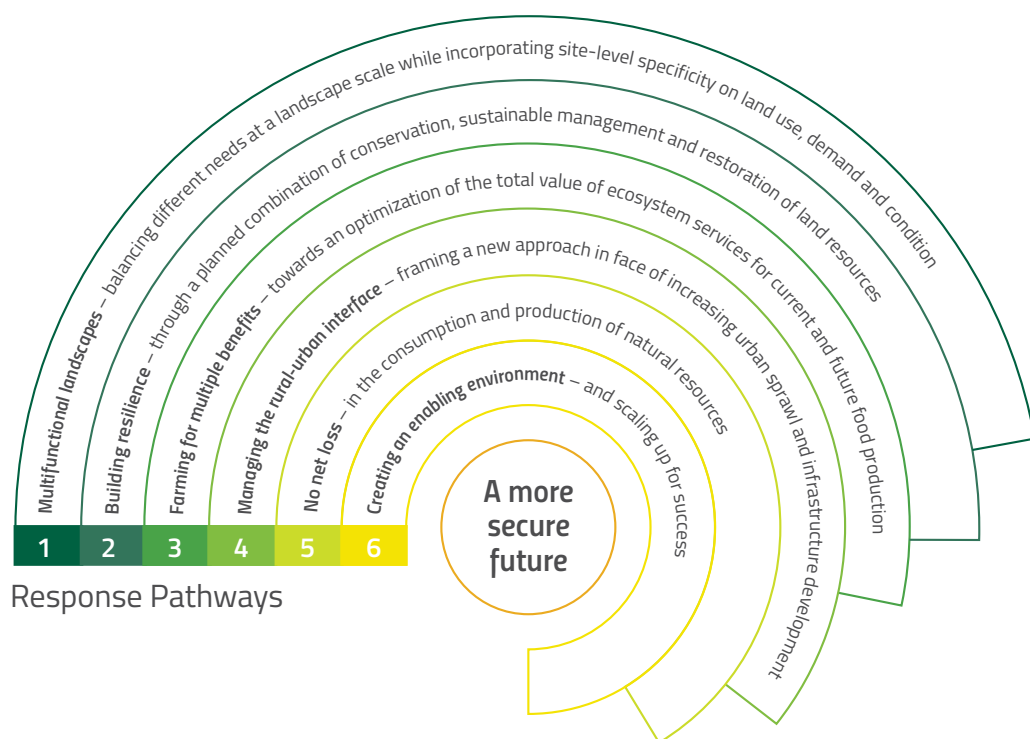 Multifunctional landscapes – balancing different needs at a landscape scale while incorporating site-level specificity on land use, demand and condition
Building resilience – through a planned combination of conservation, sustainable management and restoration of land resources
Farming for multiple benefits – towards an optimization of the total value of ecosystem services for current and future food production
Managing the rural-urban interface – framing a new approach in face of increasing urban sprawl and infrastructure development
No net loss – in the consumption and production of natural resources
Creating an enabling environment – and scaling up for success
A more
secure
future
1 2 3 4 5 6
Response Pathways